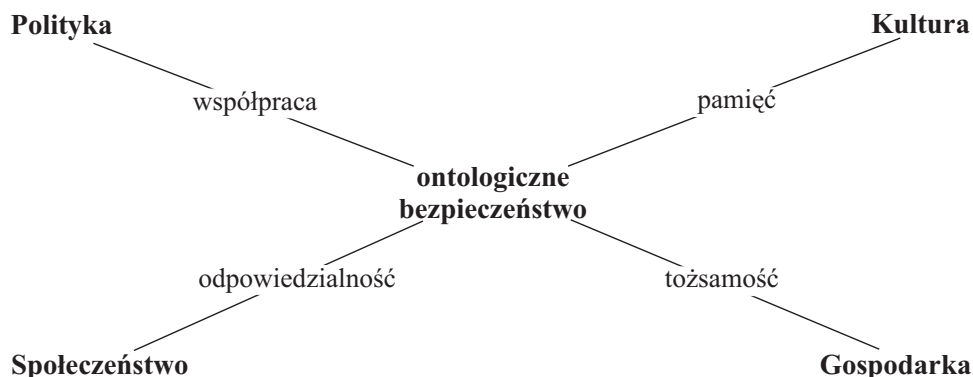 Polityka
Kultura
współpraca
pamięć
ontologiczne
bezpieczeństwo
odpowiedzialność
tożsamość
Społeczeństwo
Gospodarka